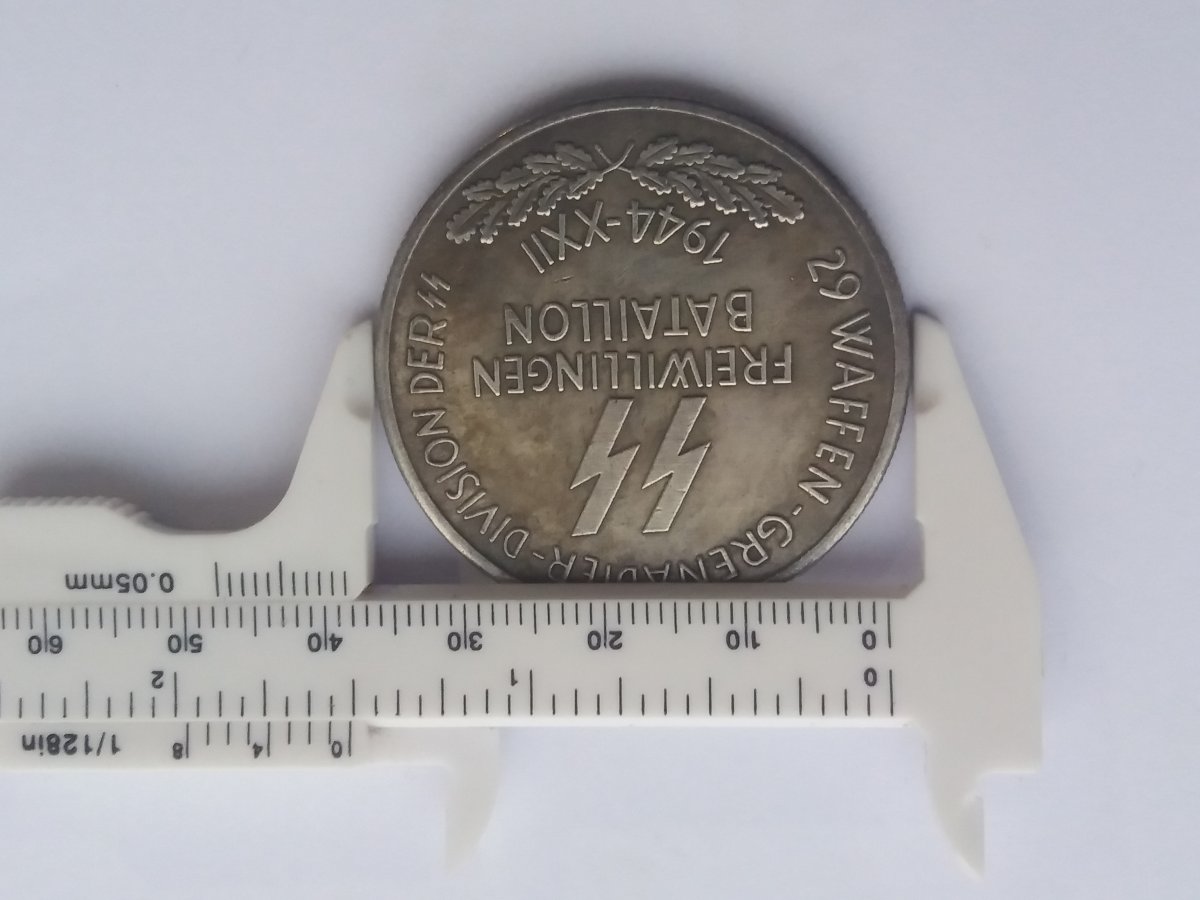 29 WAFFEN-GRENADIER-DIVISION DER SS
SS
FREIWILLINGEN
BATAILLON
1944-XXII
0.05mm
0 10 20 30 40 50 60
0 1 2
0 4 8 1/128in